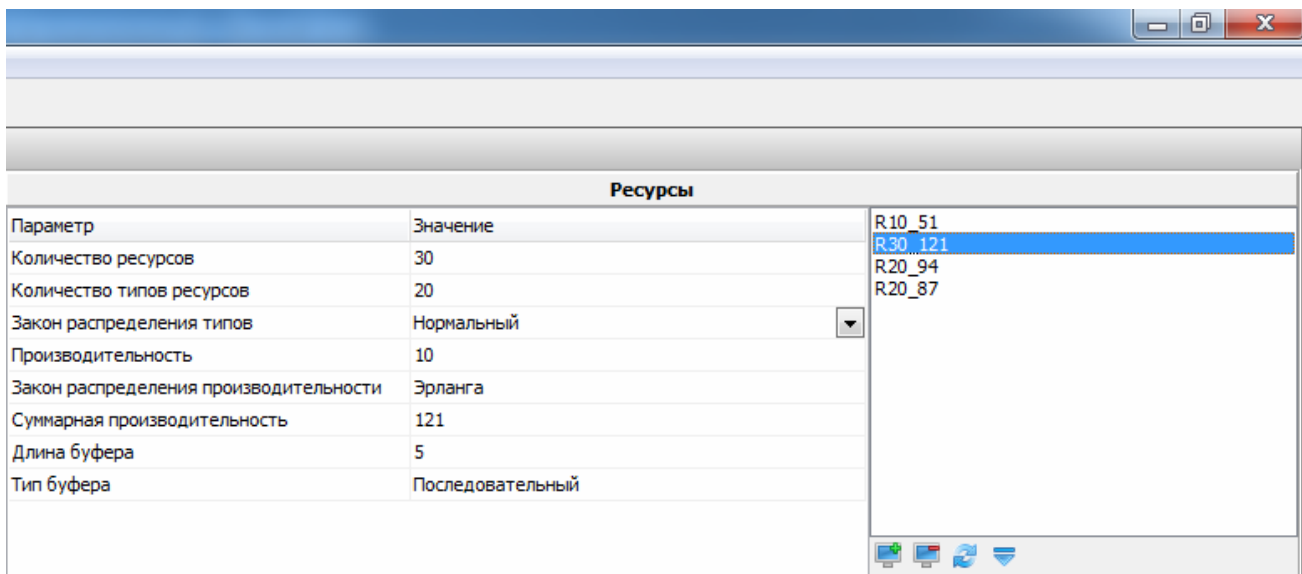 Ресурсы
Параметр Значение
Количество ресурсов 30
Количество типов ресурсов 20
Закон распределения типов Нормальный
Производительность 10
Закон распределения производительности Эрланга
Суммарная производительность 121
Длина буфера 5
Тип буфера Последовательный
R10_51
R30_121
R20_94
R20_87